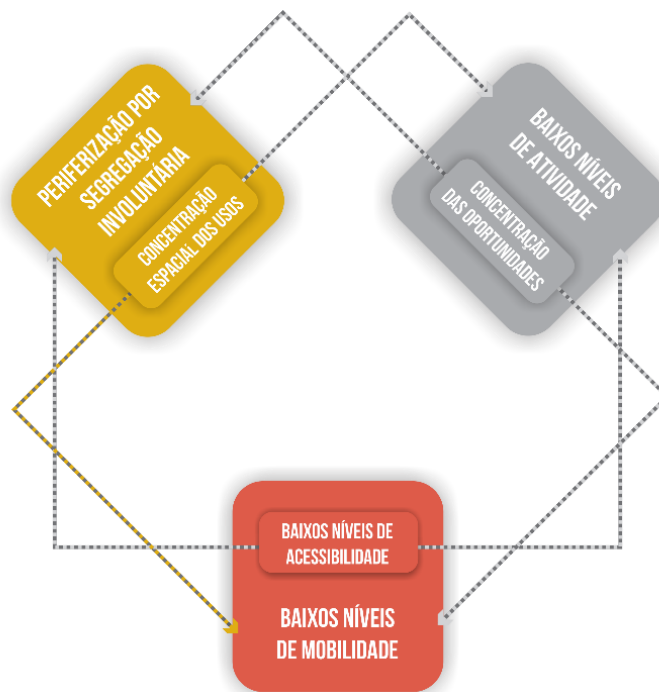 PERIFERIZAÇÃO POR
SEGREGAÇÃO
INVOLUNTÁRIA
CONCENTRAÇÃO
ESPACIAL DOS USOS
BAIXOS NÍVEIS
DE ATIVIDADE
CONCENTRAÇÃO
DAS OPORTUNIDADES
BAIXOS NÍVEIS DE
ACESSIBILIDADE
BAIXOS NÍVEIS
DE MOBILIDADE